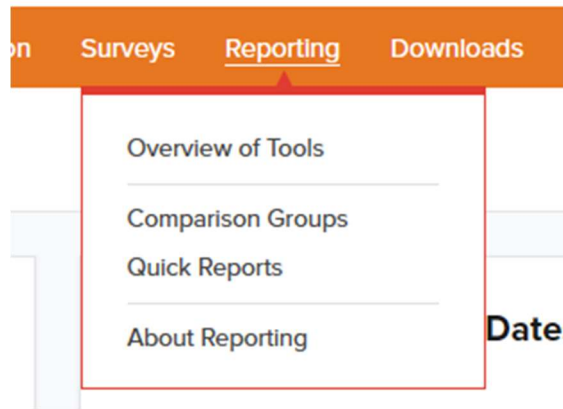 Surveys Reporting Downloads
Overview of Tools
Comparison Groups
Quick Reports
About Reporting
Date